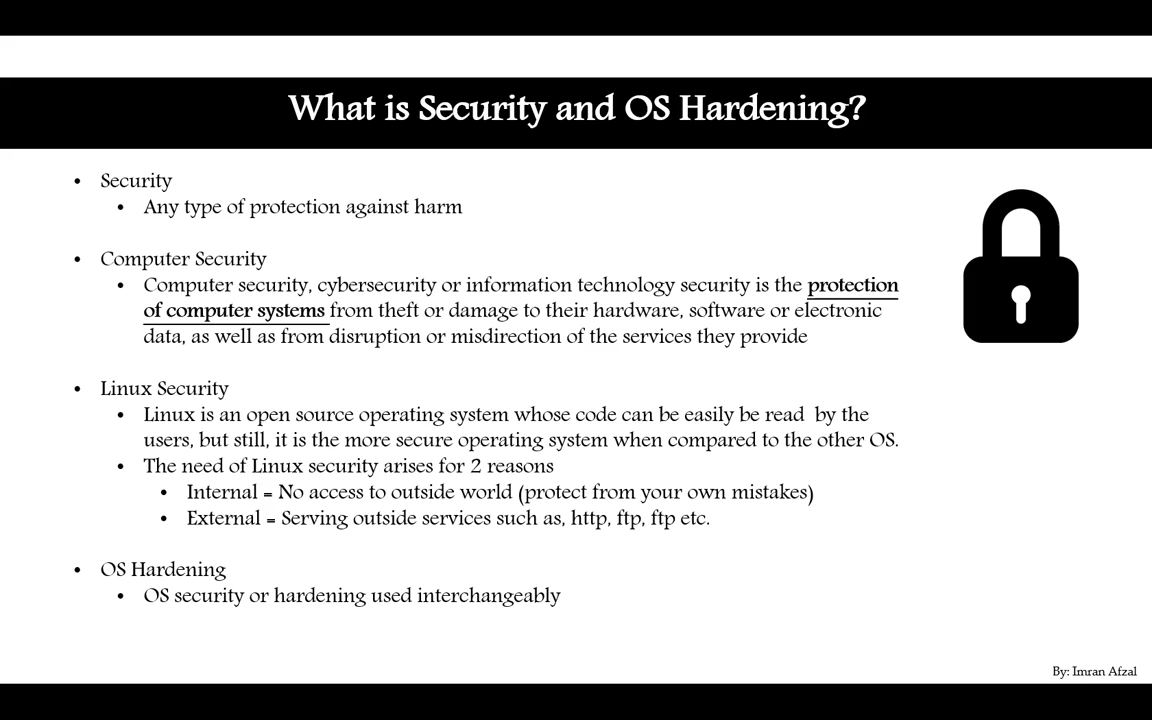 What is Security and OS Hardening?
• Security
• Any type of protection against harm
• Computer Security
• Computer security, cybersecurity or information technology security is the protection
of computer systems from theft or damage to their hardware, software or electronic
data, as well as from disruption or misdirection of the services they provide
• Linux Security
• Linux is an open source operating system whose code can be easily be read  by the
users, but still, it is the more secure operating system when compared to the other OS.
• The need of Linux security arises for 2 reasons
• Internal = No access to outside world (protect from your own mistakes)
• External = Serving outside services such as, http, ftp, ftp etc.
• OS Hardening
• OS security or hardening used interchangeably
By: Imran Afzal